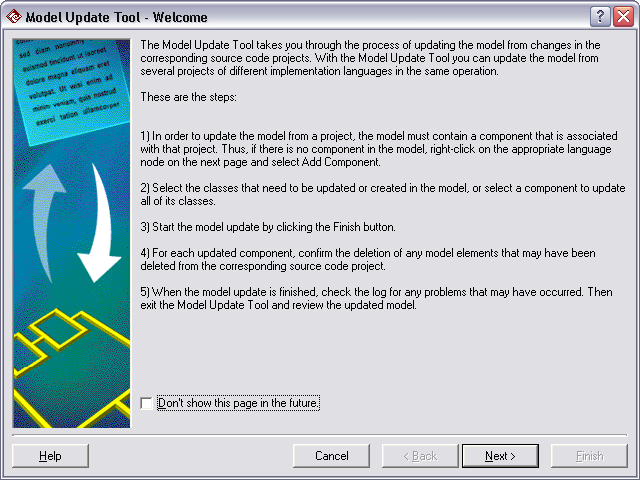 Model Update Tool - Welcome
sed diam nonummy
euismod tincidunt ut laoreet
dolore magna aliquam erat
volutpat. Ut wisi enim ad
minim veniam, quis nostrud
exerci tation ullamcorper
The Model Update Tool takes you through the process of updating the model from changes in the
corresponding source code projects. With the Model Update Tool you can update the model from
several projects of different implementation languages in the same operation.
These are the steps:
1) In order to update the model from a project, the model must contain a component that is associated
with that project. Thus, if there is no component in the model, right-click on the appropriate language
node on the next page and select Add Component.
2) Select the classes that need to be updated or created in the model, or select a component to update
all of its classes.
3) Start the model update by clicking the Finish button.
4) For each updated component, confirm the deletion of any model elements that may have been
deleted from the corresponding source code project.
5) When the model update is finished, check the log for any problems that may have occurred. Then
exit the Model Update Tool and review the updated model.
Don't show this page in the future.
Help
Cancel
< Back
Next >
Finish